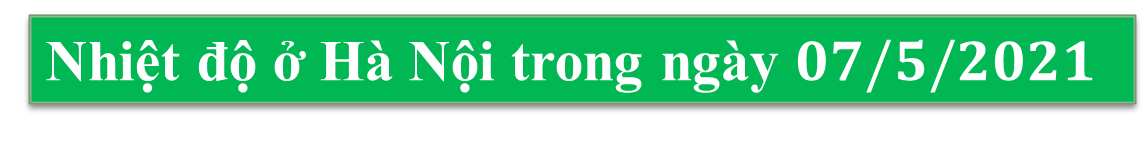 Nhiệt độ ở Hà Nội trong ngày 07/5/2021